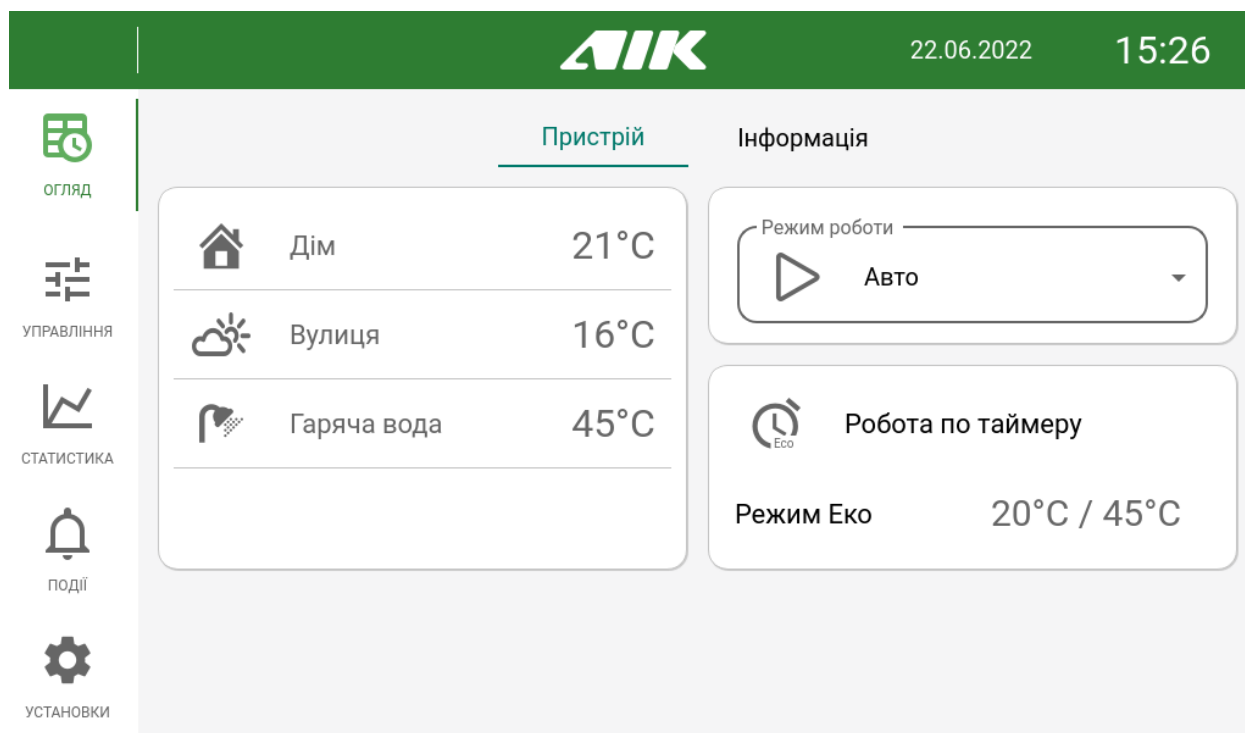 АІК 22.06.2022 15:26
Пристрій Інформація
ОГЛЯД
УПРАВЛІННЯ
СТАТИСТИКА
ПОДІЇ
УСТАНОВКИ
Дім 21°C
Вулиця 16°C
Гаряча вода 45°C
Режим роботи
Авто
Eco
Робота по таймеру
Режим Еко 20°C / 45°C